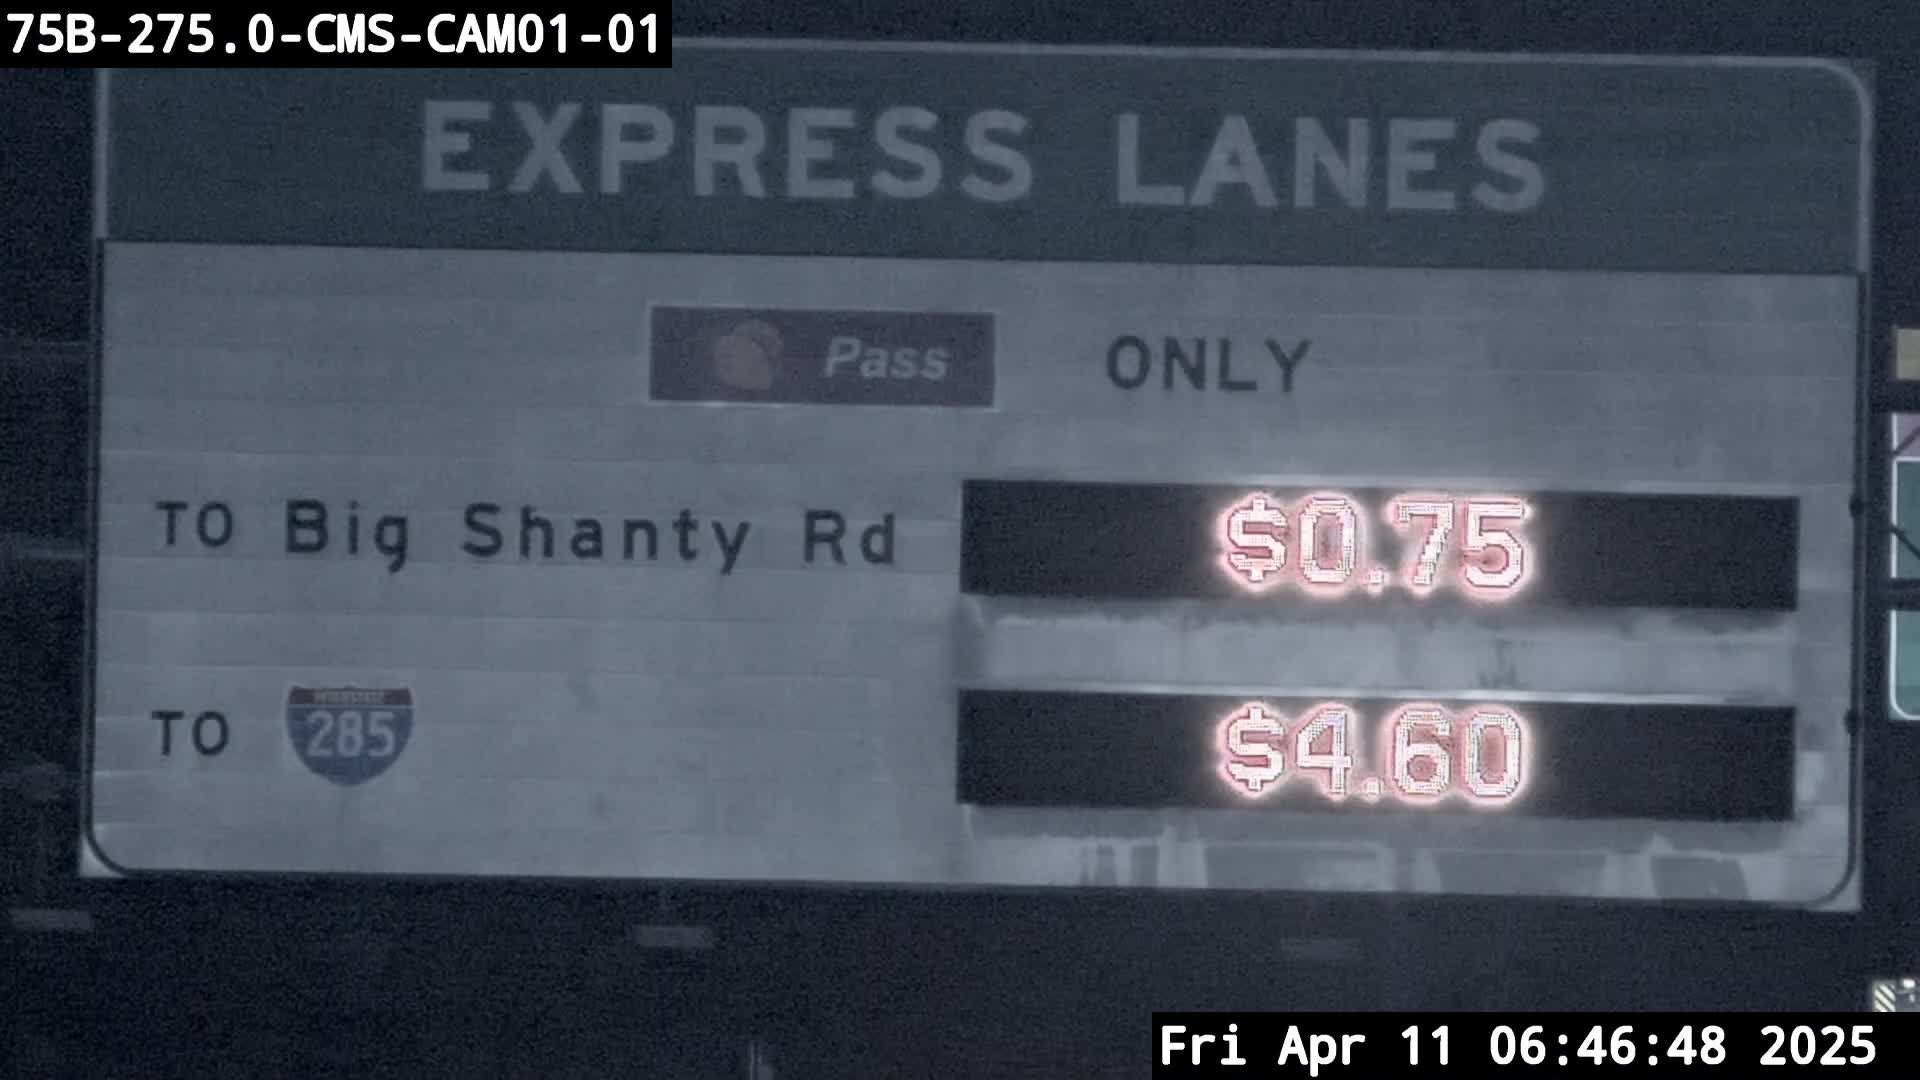 75B-275.0-CMS-CAM01-01
EXPRESS LANES
Pass ONLY
TO Big Shanty Rd $0.75
TO INTERSTATE 285 $4.60
Fri Apr 11 06:46:48 2025